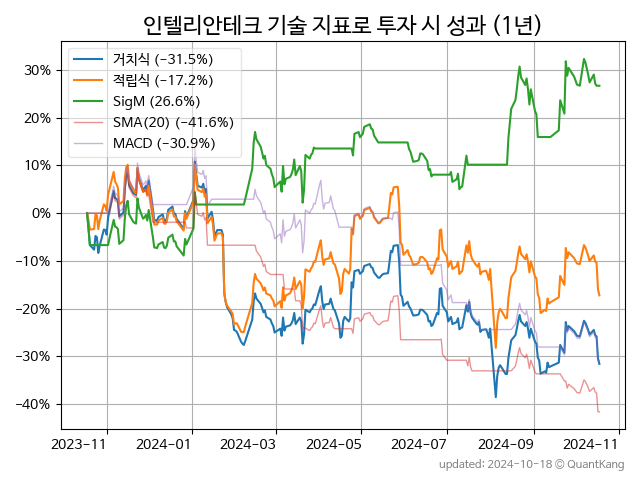 인텔리안테크 기술 지표로 투자 시 성과 (1년)
거치식 (−31.5%)
적립식 (−17.2%)
SigM (26.6%)
SMA(20) (−41.6%)
MACD (−30.9%)
30%
20%
10%
0%
−10%
−20%
−30%
−40%
2023-11 2024-01 2024-03 2024-05 2024-07 2024-09 2024-11
updated: 2024-10-18 © QuantKang